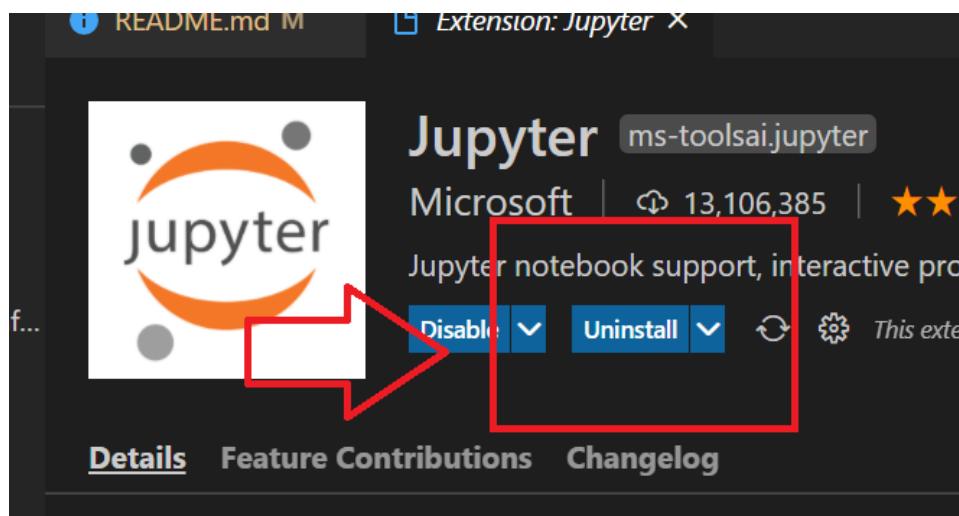 README.md M
Extension: Jupyter
jupyter
Jupyter ms-toolsai.jupyter
Microsoft 13,106,385
Jupyter notebook support, interactive pro
f...
Disable Uninstall This exte
Details Feature Contributions Changelog